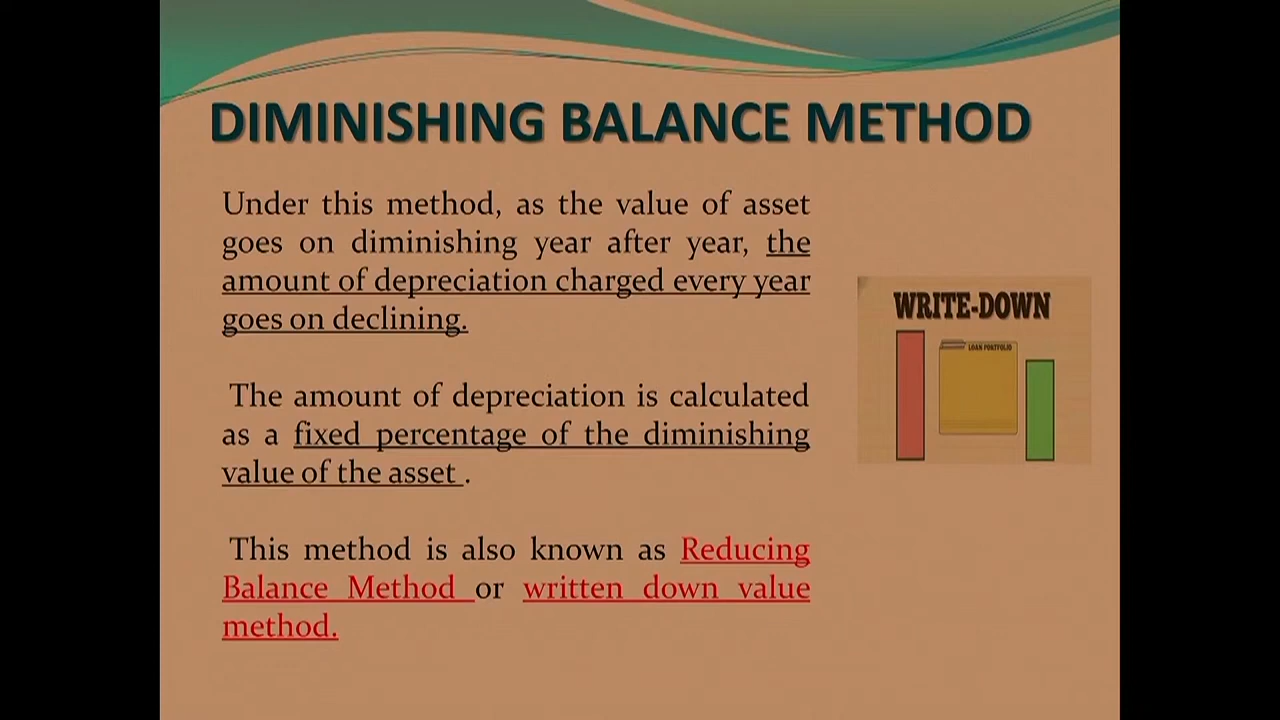 DIMINISHING BALANCE METHOD
Under this method, as the value of asset
goes on diminishing year after year, the
amount of depreciation charged every year
goes on declining.
The amount of depreciation is calculated
as a fixed percentage of the diminishing
value of the asset .
This method is also known as Reducing
Balance Method or written down value
method.
WRITE-DOWN
LOAN PORTFOLIO